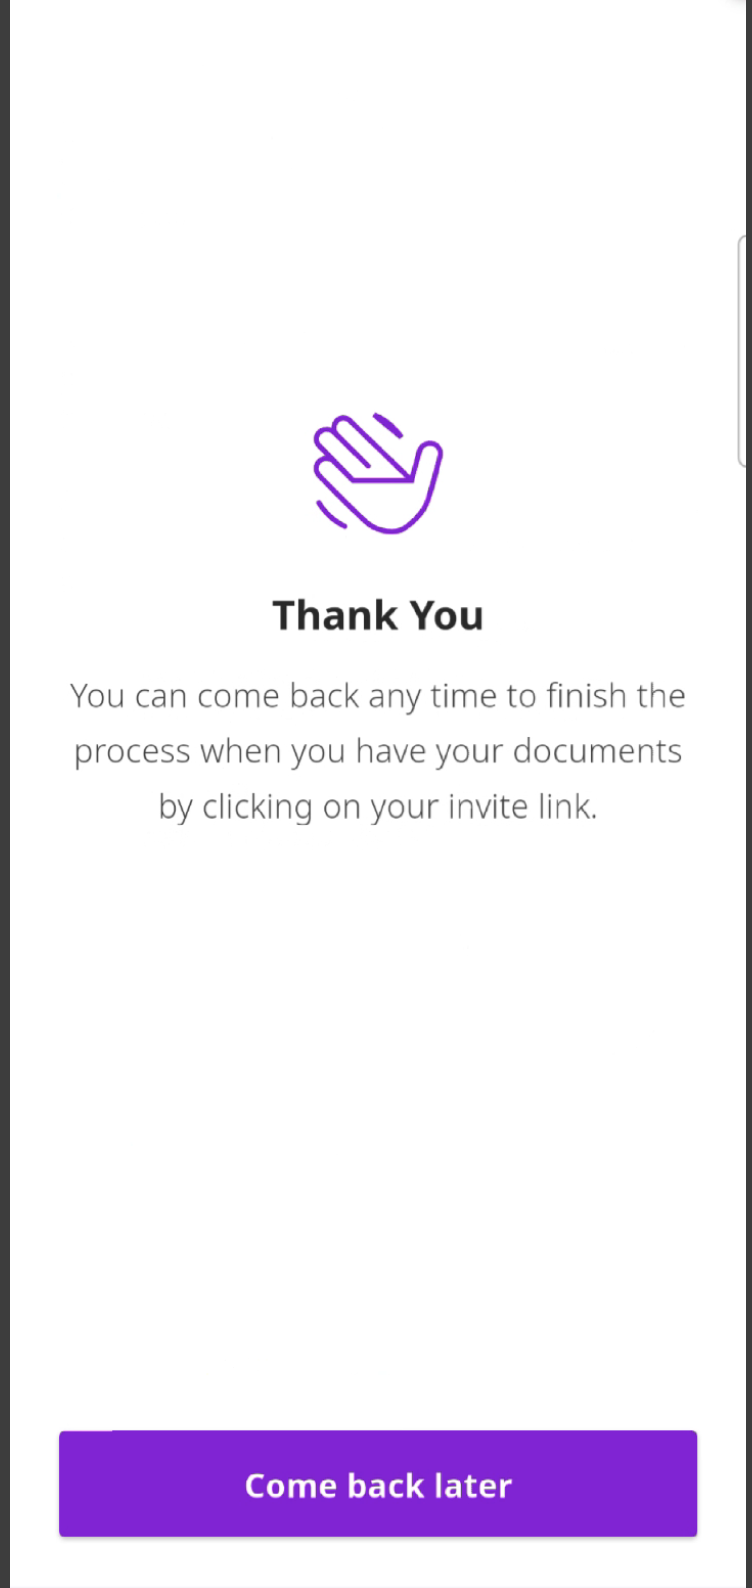 Thank You
You can come back any time to finish the
process when you have your documents
by clicking on your invite link.
Come back later